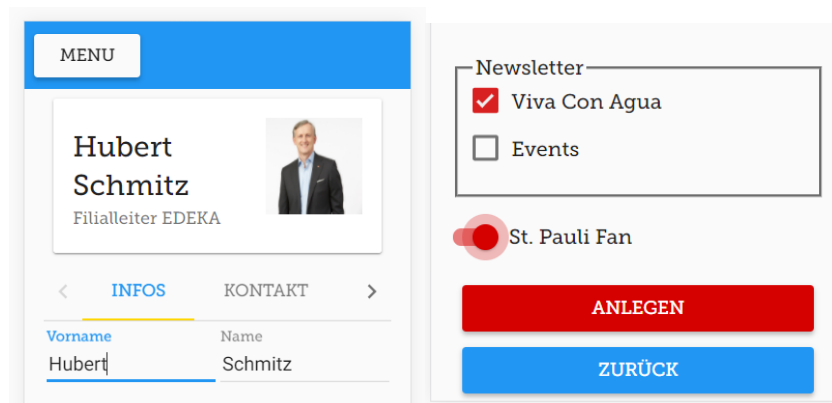 MENU
Hubert
Schmitz
Filialleiter EDEKA
INFOS KONTAKT
Vorname Name
Hubert Schmitz
Newsletter
Viva Con Agua
Events
St. Pauli Fan
ANLEGEN
ZURÜCK